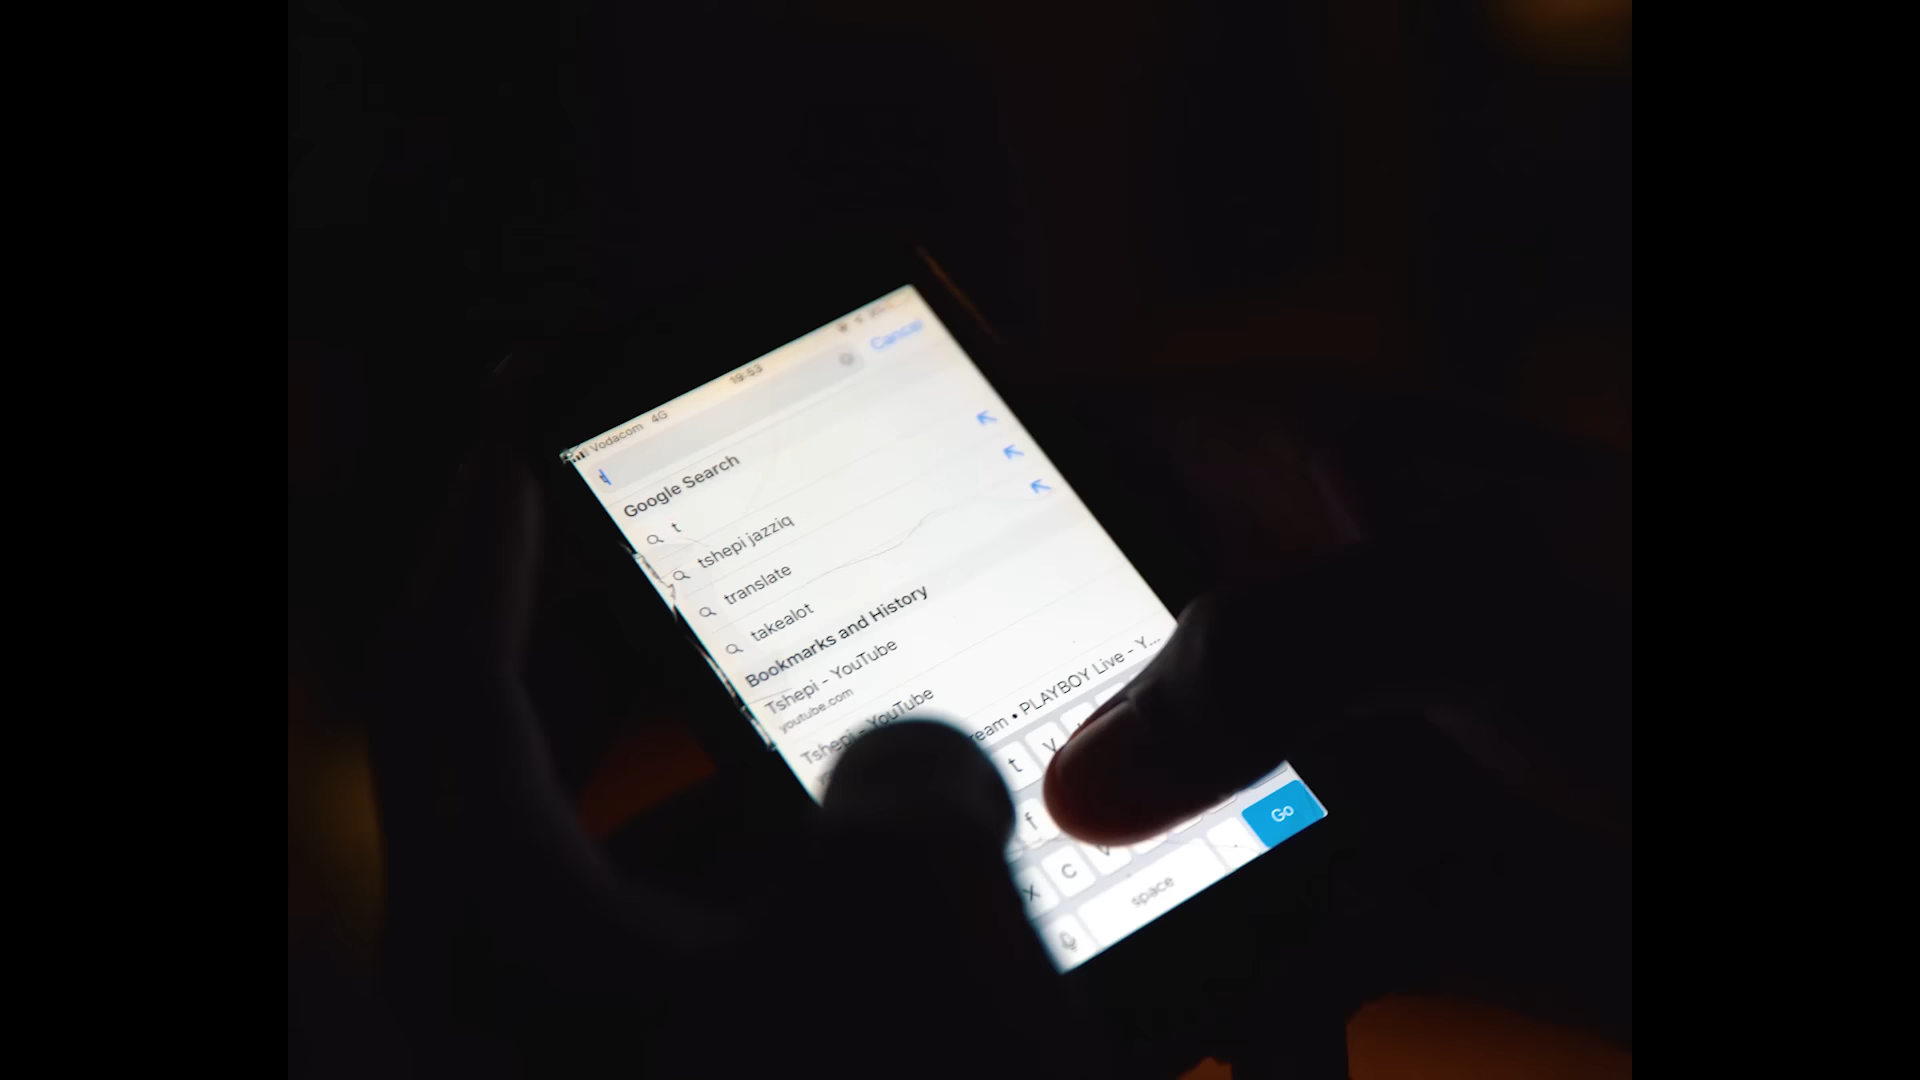 Vodacom 4G 19:53
Cancel
Google Search
t
tshepi jazziq
translate
takealot
Bookmarks and History
Tshepi - YouTube
youtube.com
Tshepi - YouTube
Team • PLAYBOY Live - Y...
t
f
X C V
space .
Go